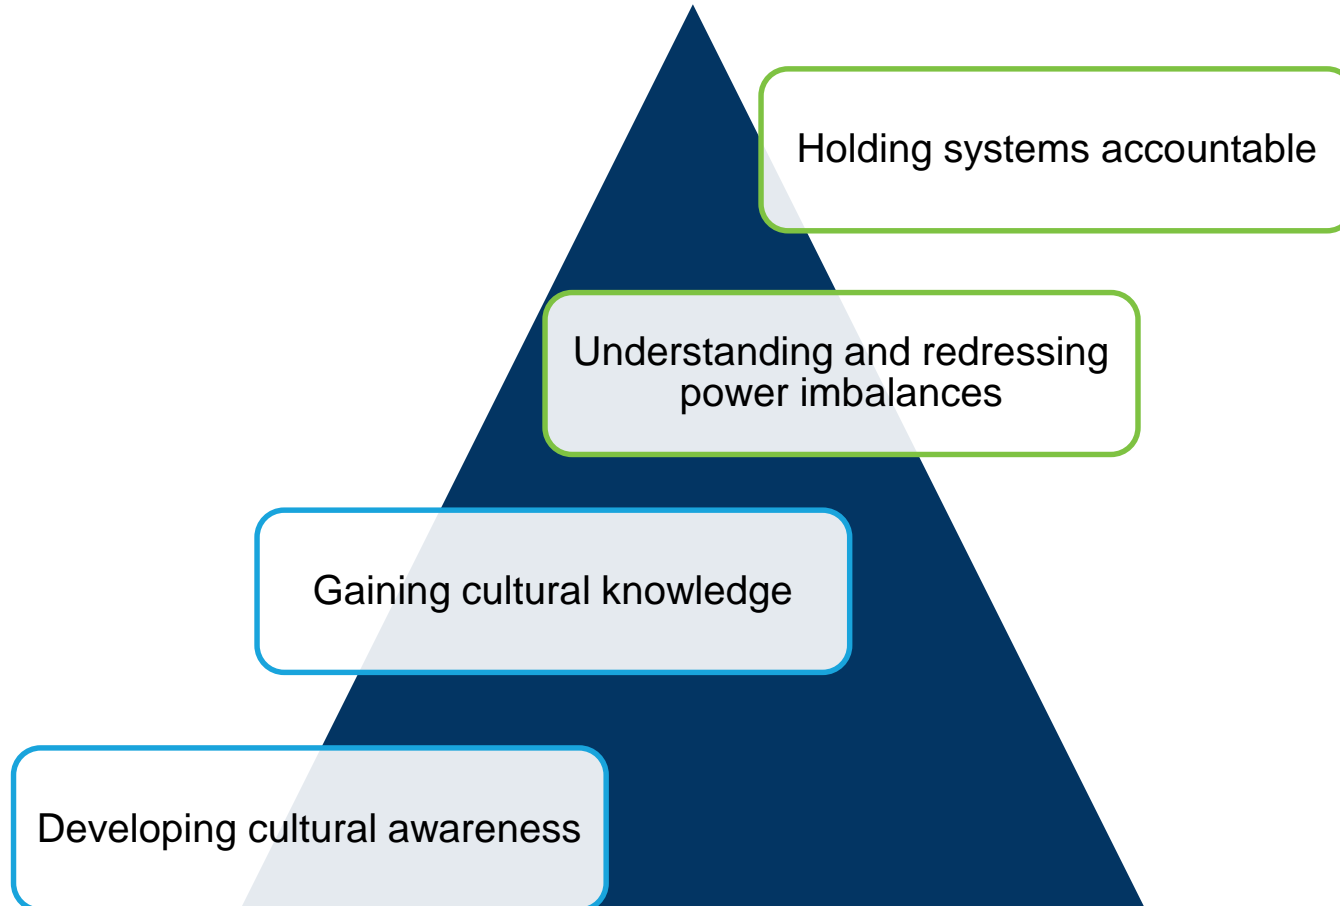 Holding systems accountable
Understanding and redressing
power imbalances
Gaining cultural knowledge
Developing cultural awareness